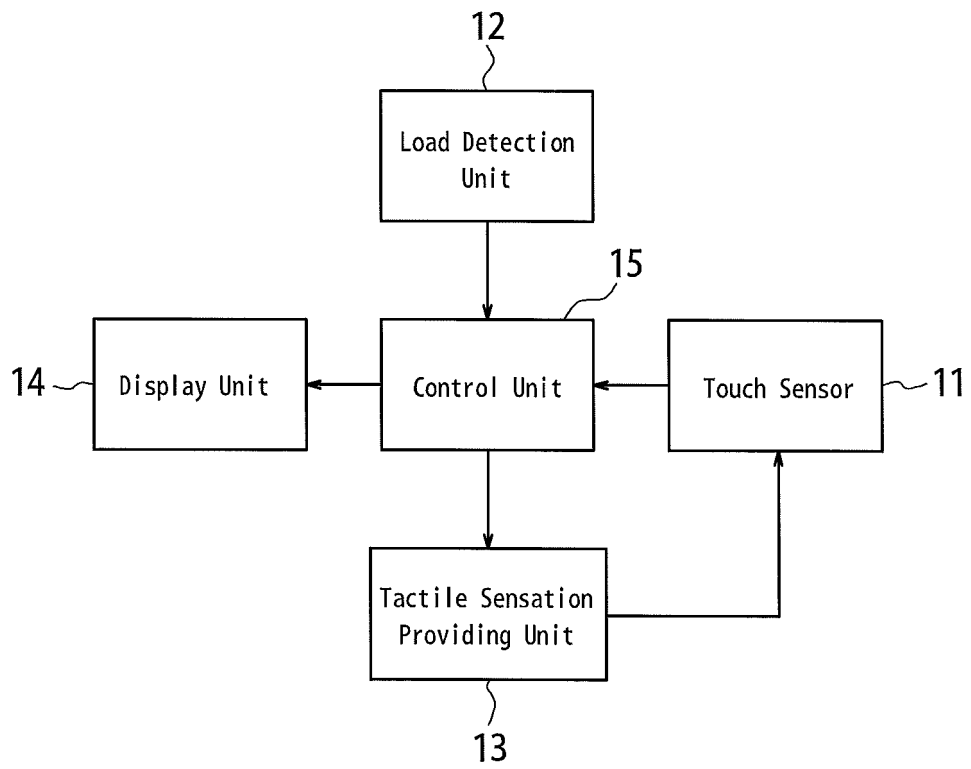 12
Load Detection
Unit
15
14
Display Unit
Control Unit
Touch Sensor
11
Tactile Sensation
Providing Unit
13